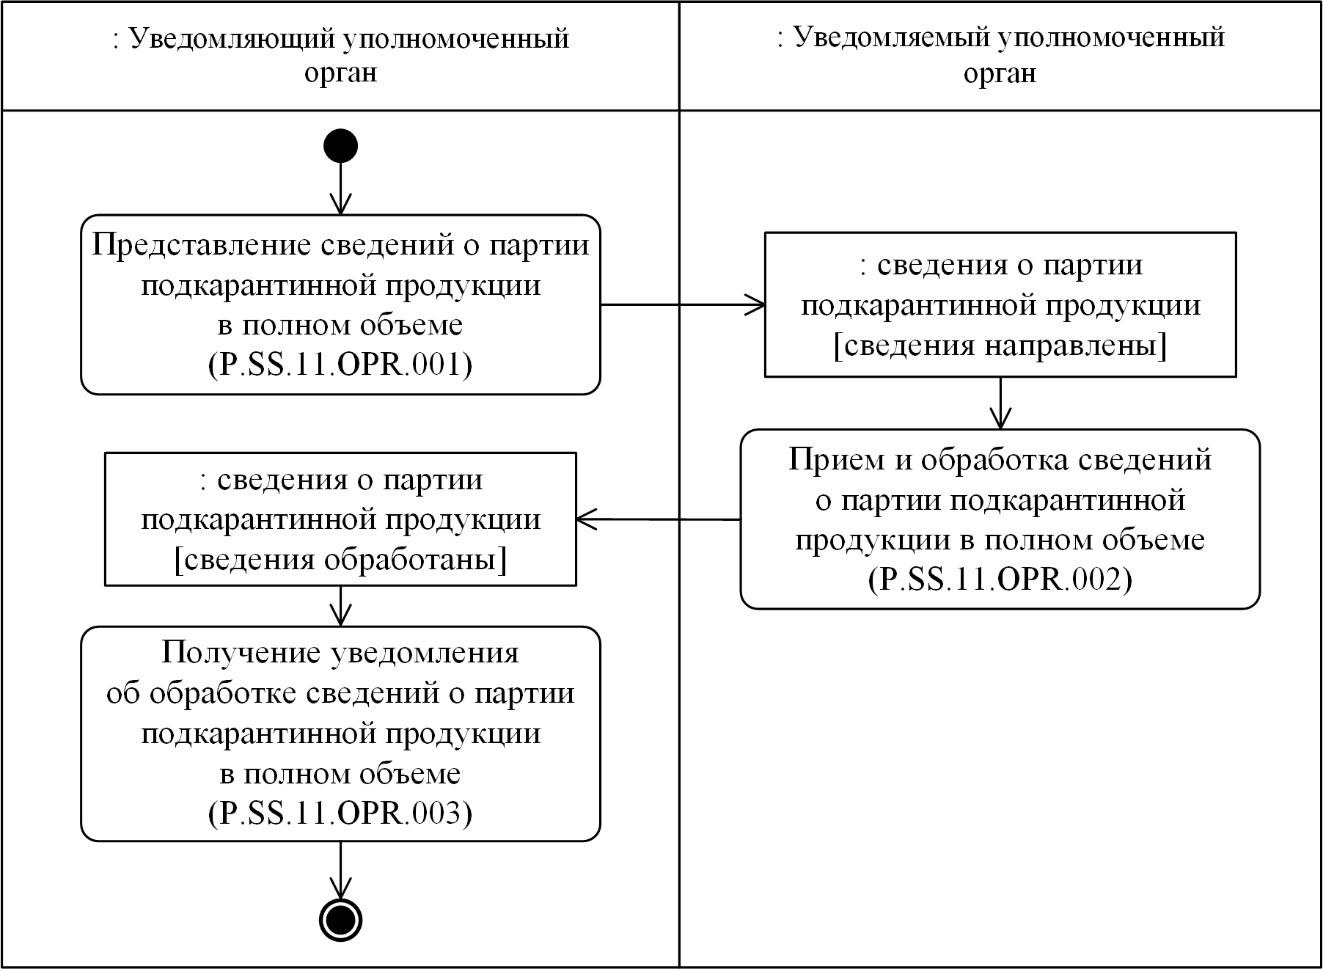 : Уведомляющий уполномоченный
орган
: Уведомляемый уполномоченный
орган
Представление сведений о партии
подкарантинной продукции
в полном объеме
(P.SS.11.OPR.001)
: сведения о партии
подкарантинной продукции
[сведения направлены]
Прием и обработка сведений
о партии подкарантинной
продукции в полном объеме
(P.SS.11.OPR.002)
: сведения о партии
подкарантинной продукции
[сведения обработаны]
Получение уведомления
об обработке сведений о партии
подкарантинной продукции
в полном объеме
(P.SS.11.OPR.003)